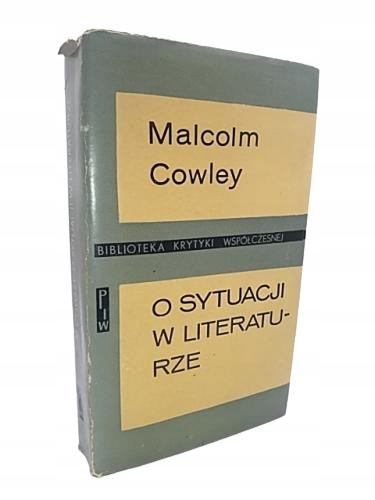 Malcolm
Cowley
BIBLIOTEKA KRYTYKI WSPÓŁCZESNEJ
PIW
O SYTUACJI
W LITERATU-
RZE